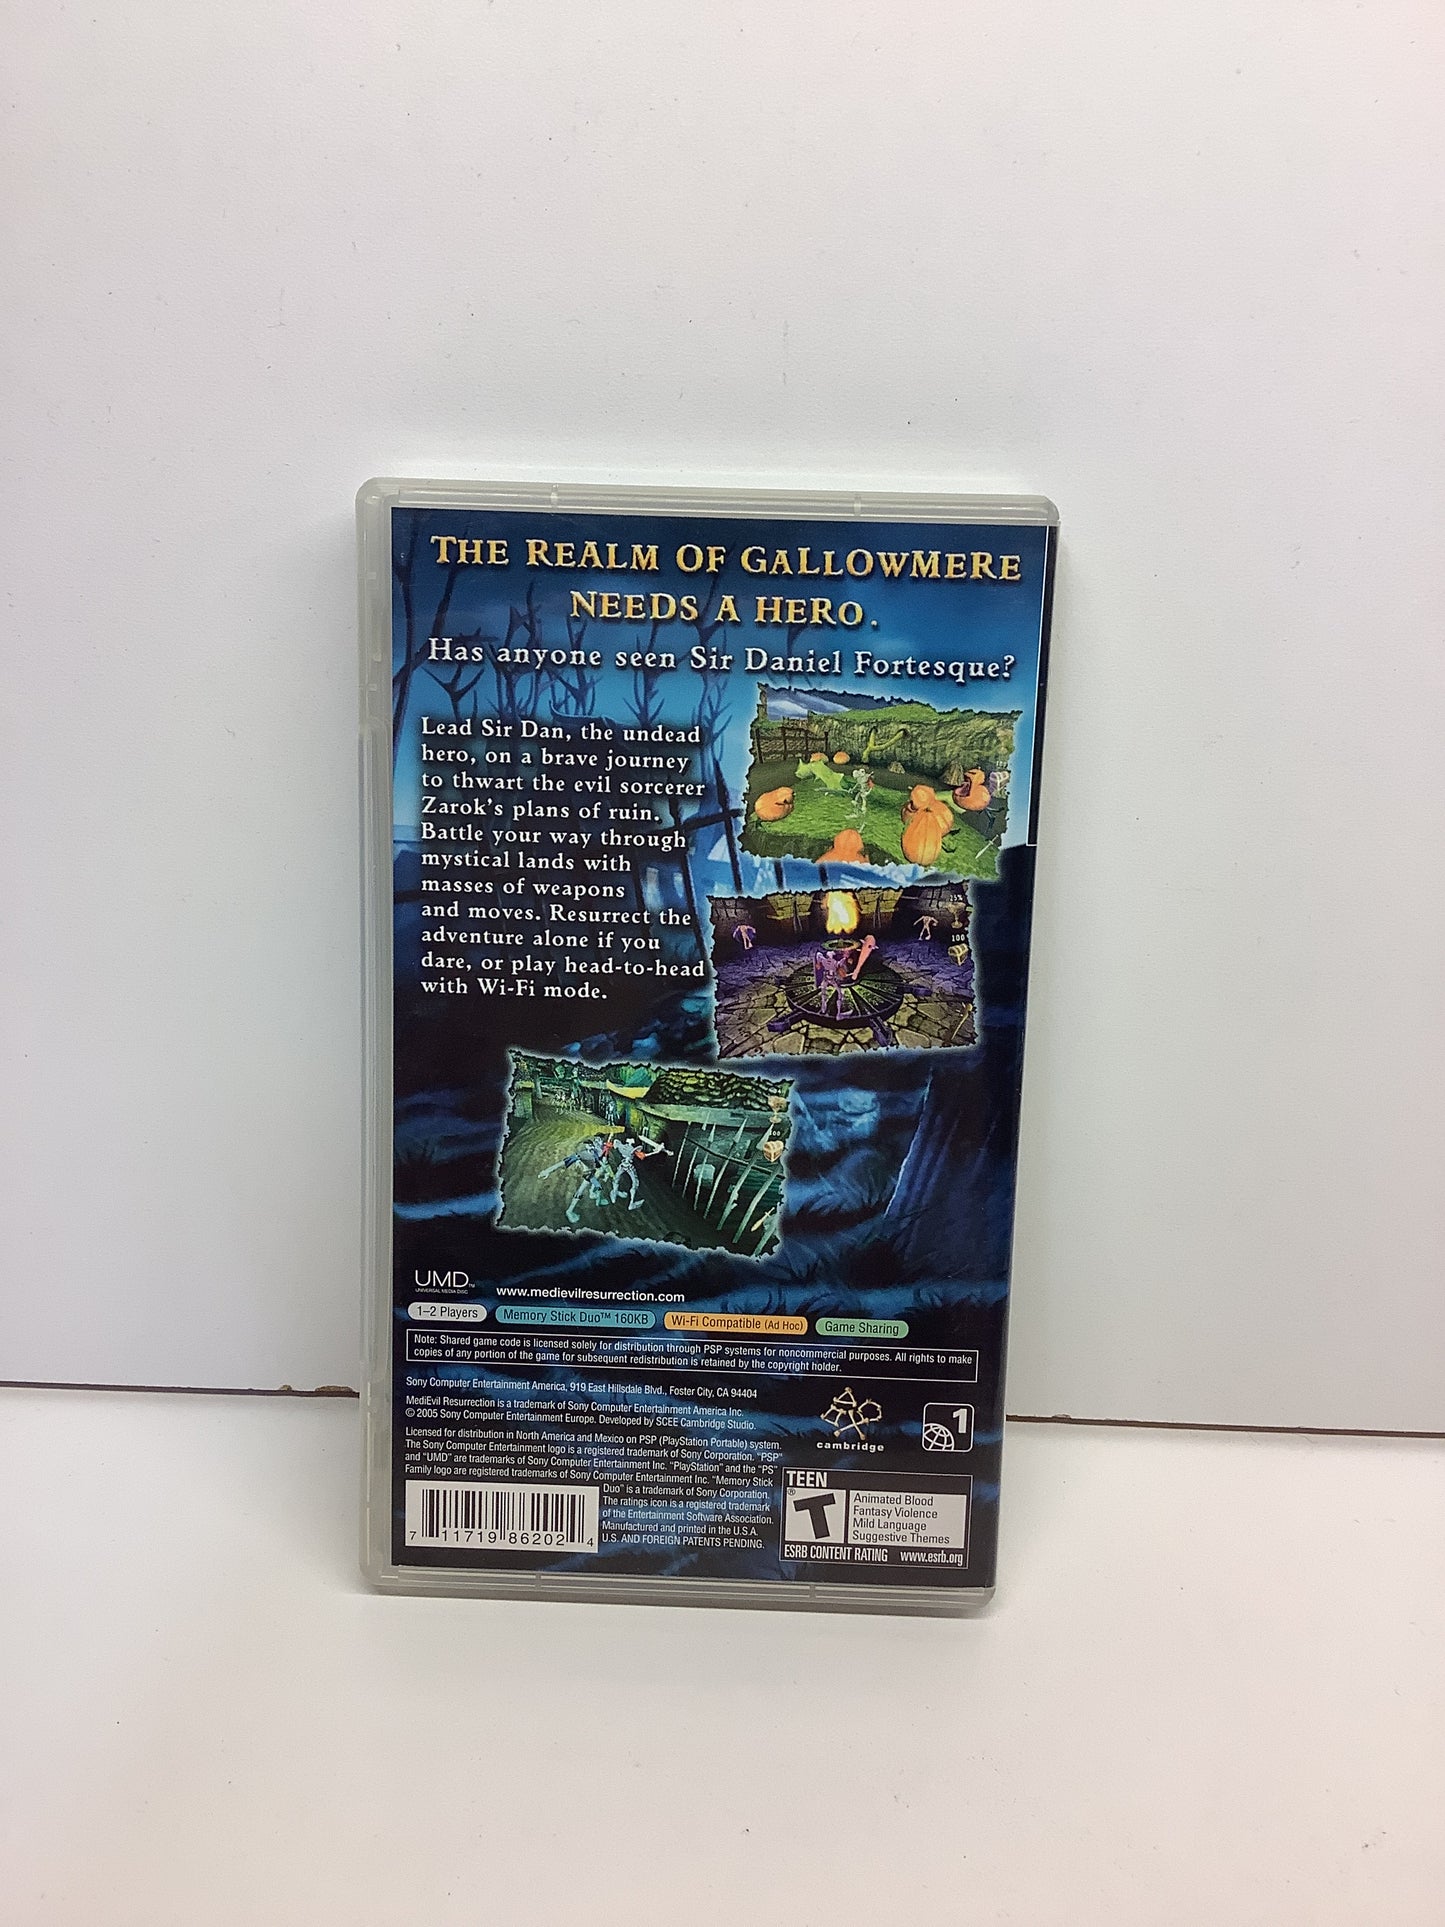 THE REALM OF GALLOWMERE
NEEDS A HERO.
Has anyone seen Sir Daniel Fortesque?
Lead Sir Dan, the undead
hero, on a brave journey
to thwart the evil sorcerer
Zarok's plans of ruin.
Battle your way through
mystical lands with
masses of weapons
and moves. Resurrect the
adventure alone if you
dare, or play head-to-head
with Wi-Fi mode.
25%
100
UMD™
UNIVERSAL MEDIA DISC
www.medievilresurrection.com
1–2 Players
Memory Stick Duo™ 160KB
Wi-Fi Compatible (Ad Hoc)
Game Sharing
Note: Shared game code is licensed solely for distribution through PSP systems for noncommercial purposes. All rights to make
copies of any portion of the game for subsequent redistribution is retained by the copyright holder.
Sony Computer Entertainment America, 919 East Hillsdale Blvd., Foster City, CA 94404
MediEvil Resurrection is a trademark of Sony Computer Entertainment America Inc.
© 2005 Sony Computer Entertainment Europe. Developed by SCEE Cambridge Studio.
Licensed for distribution in North America and Mexico on PSP (PlayStation Portable) system.
The Sony Computer Entertainment logo is a registered trademark of Sony Corporation. "PSP"
and "UMD" are trademarks of Sony Computer Entertainment Inc. "PlayStation" and the "PS"
Family logo are registered trademarks of Sony Computer Entertainment Inc. "Memory Stick
Duo" is a trademark of Sony Corporation.
The ratings icon is a registered trademark
of the Entertainment Software Association.
Manufactured and printed in the U.S.A.
U.S. AND FOREIGN PATENTS PENDING.
7 11719 86202 4
cambridge
1
TEEN
T
®
Animated Blood
Fantasy Violence
Mild Language
Suggestive Themes
ESRB CONTENT RATING www.esrb.org